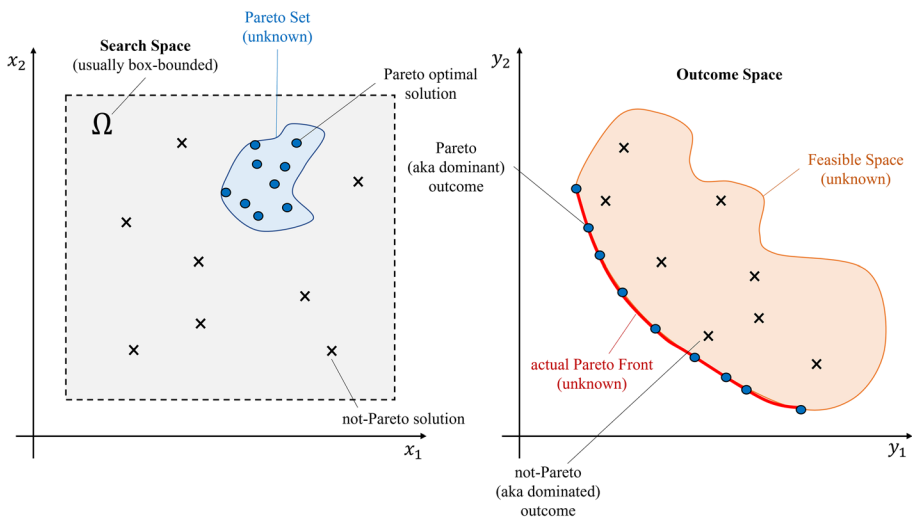 Pareto Set
(unknown)
Search Space
(usually box-bounded)
x₂
Ω
Pareto optimal
solution
not-Pareto solution
x₁
y₂
Outcome Space
Pareto
(aka dominant)
outcome
Feasible Space
(unknown)
actual Pareto Front
(unknown)
y₁
not-Pareto
(aka dominated)
outcome